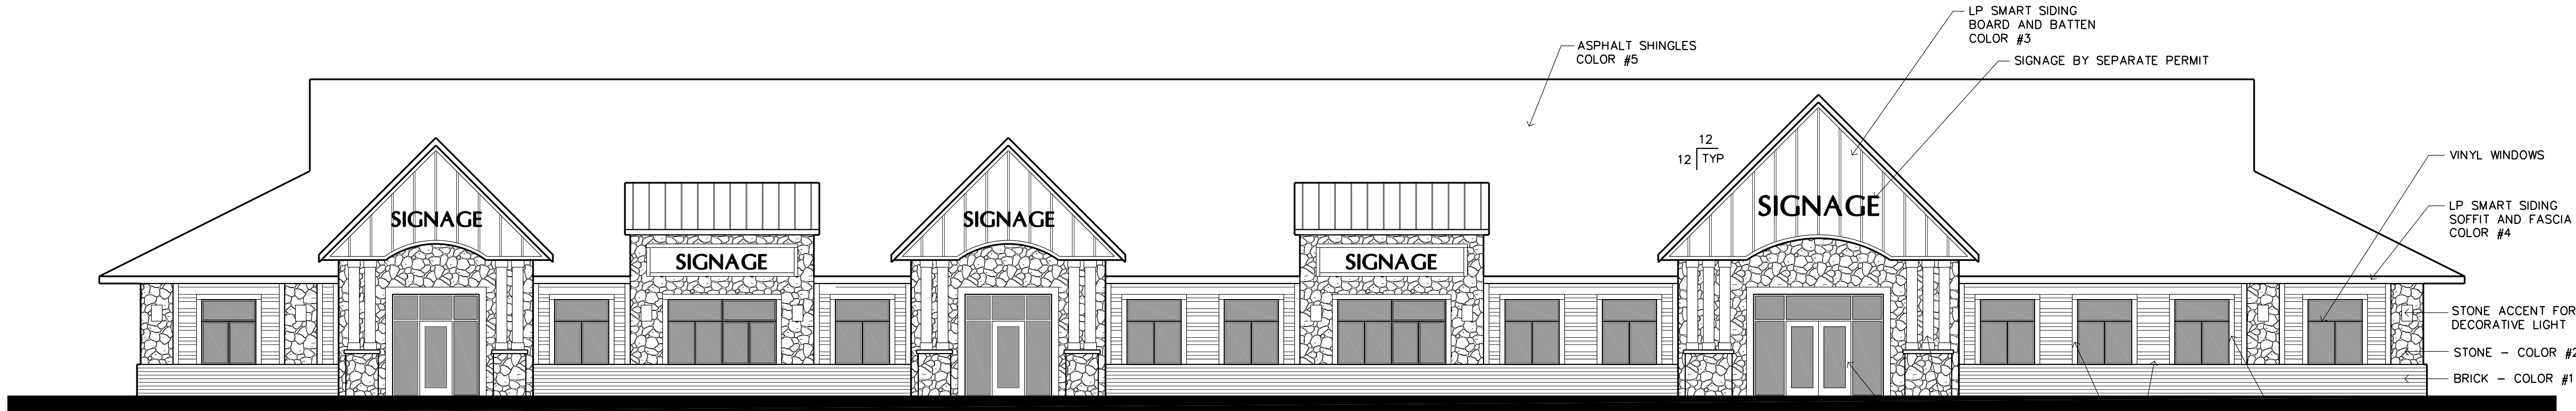 LP SMART SIDING
BOARD AND BATTEN
COLOR #3
ASPHALT SHINGLES
COLOR #5
SIGNAGE BY SEPARATE PERMIT
12
12 TYP
VINYL WINDOWS
LP SMART SIDING
SOFFIT AND FASCIA
COLOR #4
SIGNAGE
SIGNAGE
SIGNAGE
SIGNAGE
SIGNAGE
STONE ACCENT FOR
DECORATIVE LIGHT
STONE – COLOR #2
BRICK – COLOR #1